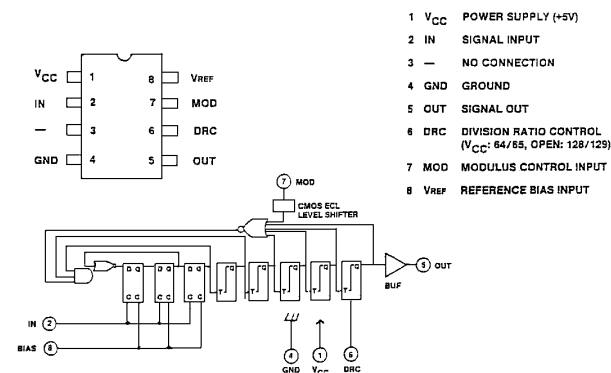 1 VCC POWER SUPPLY (+5V)
2 IN SIGNAL INPUT
3 — NO CONNECTION
4 GND GROUND
5 OUT SIGNAL OUT
6 DRC DIVISION RATIO CONTROL
(VCC: 64/65, OPEN: 128/129)
7 MOD MODULUS CONTROL INPUT
8 VREF REFERENCE BIAS INPUT
VCC 1 8 VREF
IN 2 7 MOD
— 3 6 DRC
GND 4 5 OUT
7 MOD
CMOS ECL
LEVEL SHIFTER
D Q D Q D Q Q Q Q Q Q
T T T T T
C C C C C C
BUF
5 OUT
IN 2
BIAS 8
4 1 6
GND VCC DRC